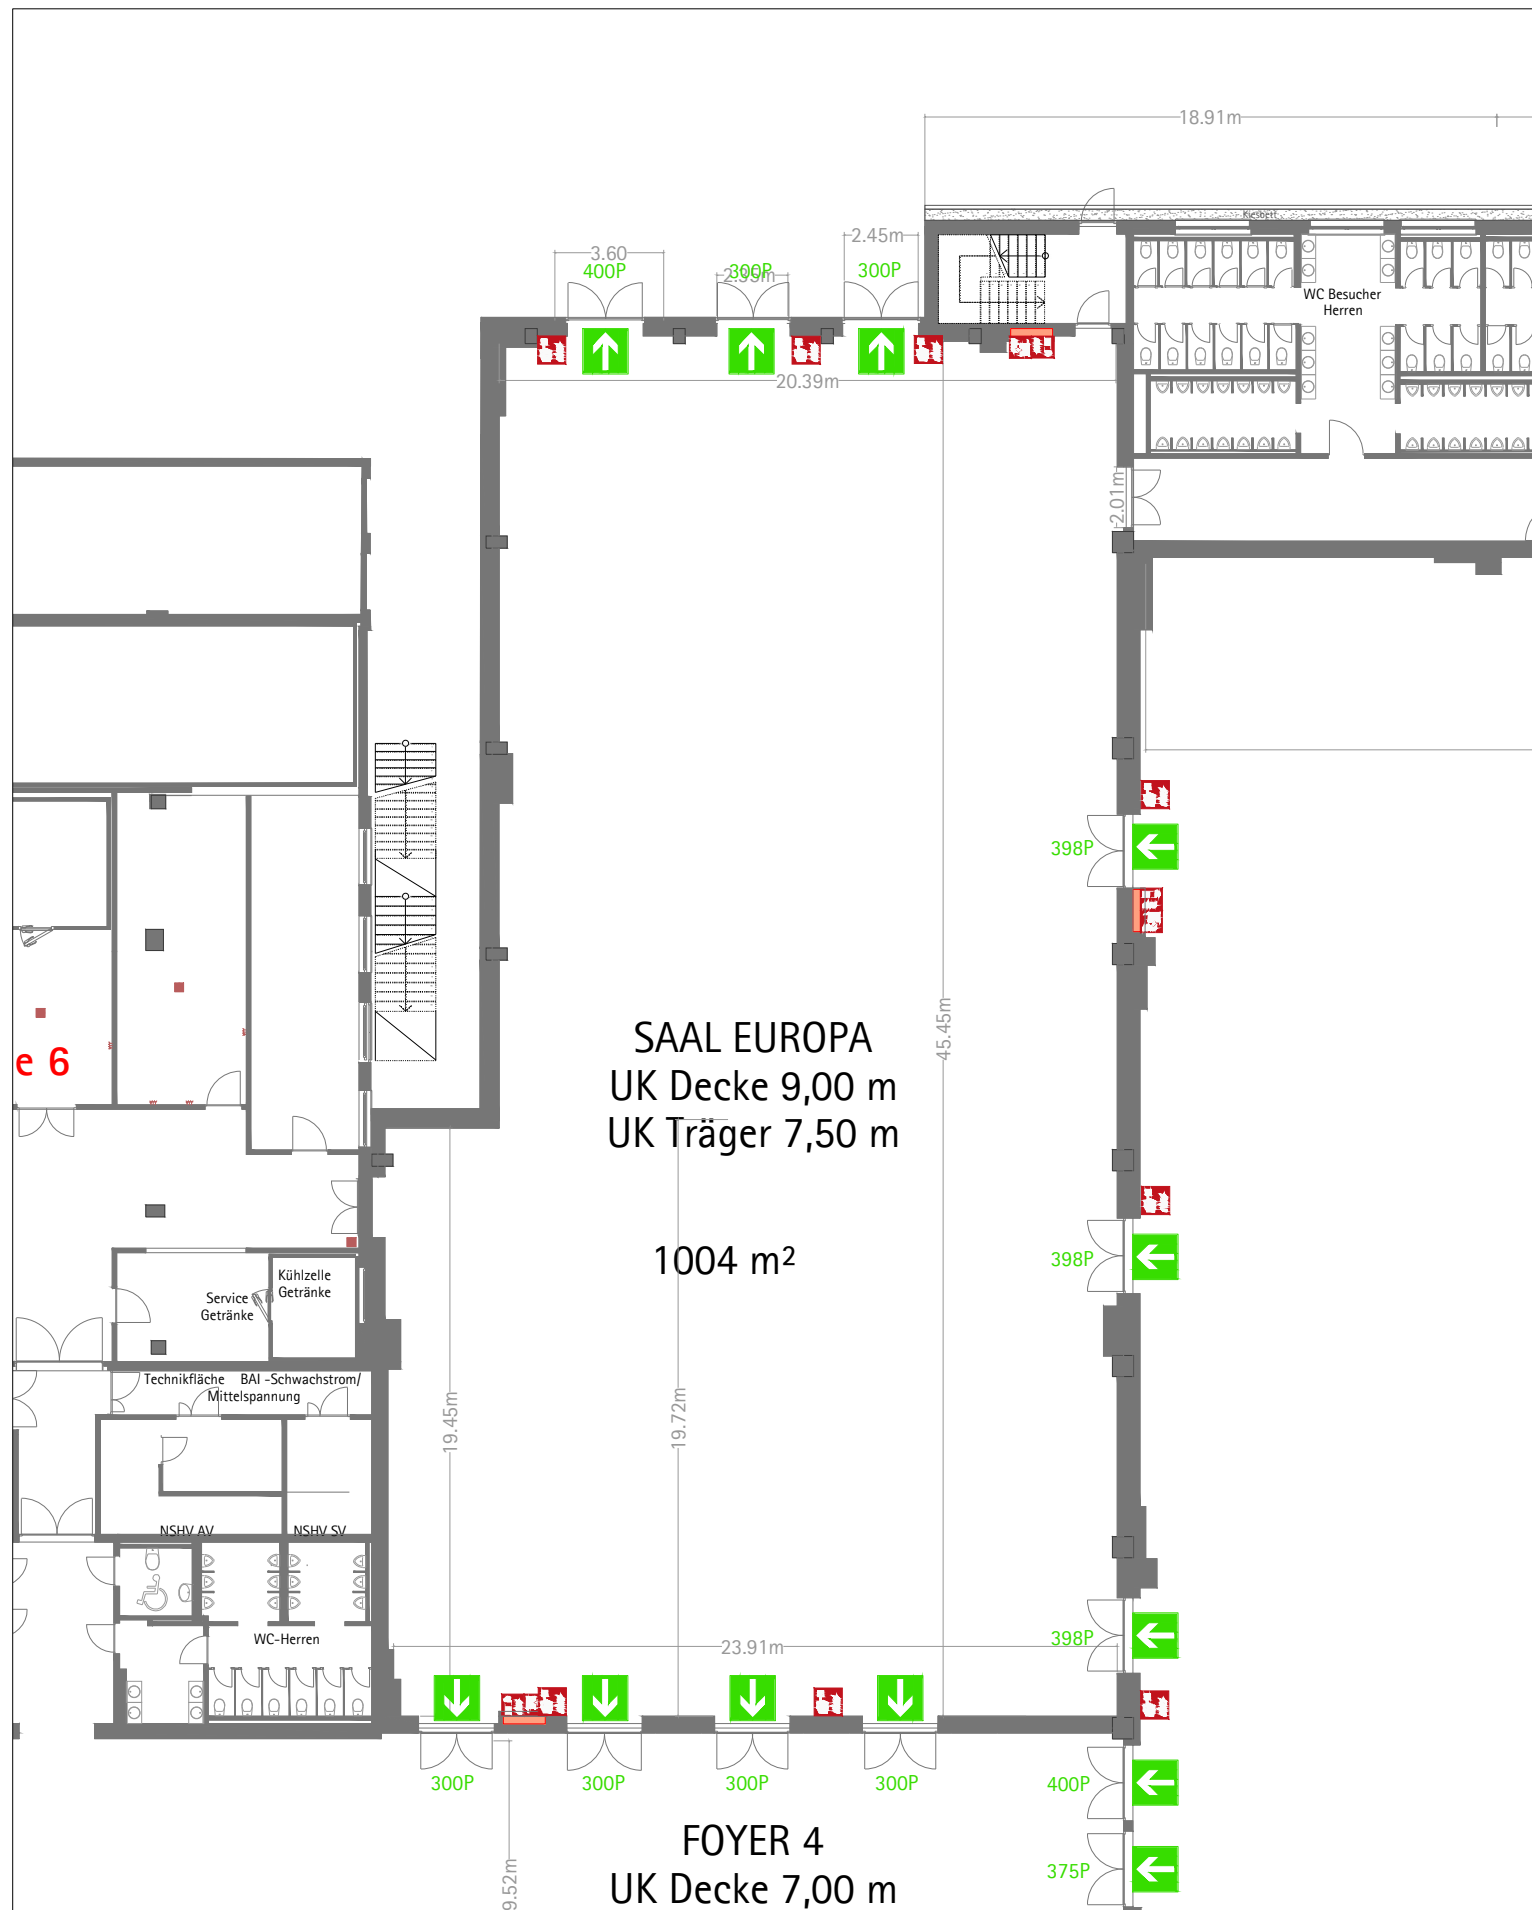 18.91m
Kiesbett
3.60
400P
2.35m
300P
2.45m
300P
WC Besucher
Herren
20.39m
2.01m
398P
45.45m
SAAL EUROPA
UK Decke 9,00 m
UK Träger 7,50 m
e 6
1004 m²
398P
Kühlzelle
Getränke
Service
Getränke
Technikfläche BAI -Schwachstrom/
Mittelspannung
19.45m
19.72m
NSHV AV
NSHV SV
WC-Herren
23.91m
398P
300P
300P
300P
300P
400P
FOYER 4
UK Decke 7,00 m
375P
9.52m